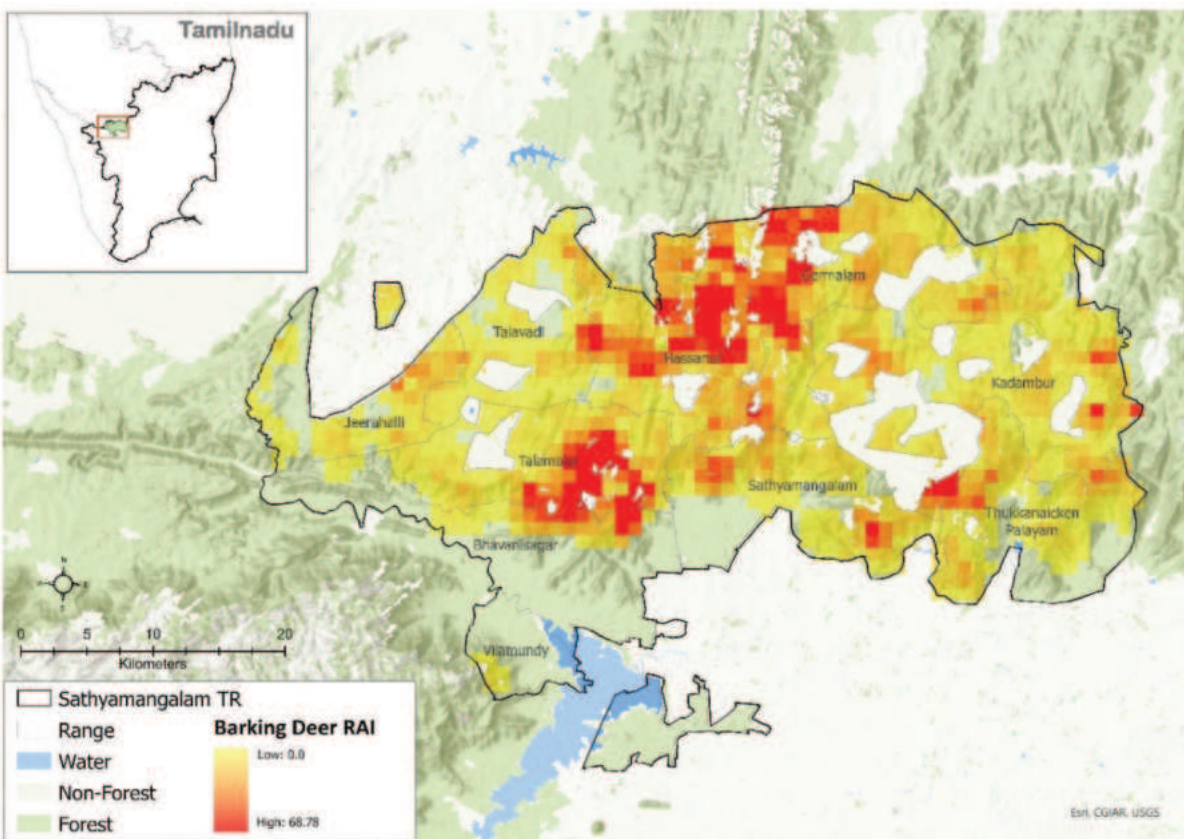 Tamilnadu
Germalam
Talavadi
Hassanur
Kadambur
Jeerahalli
Talamalai
Sathyamangalam
Thukkanaicken
Palayam
Bhavanisagar
N
0 5 10 20
Kilometers
Vilamundy
Sathyamangalam TR
Range
Water
Non-Forest
Forest
Barking Deer RAI
Low: 0.0
High: 68.78
Esri, CGIAR, USGS